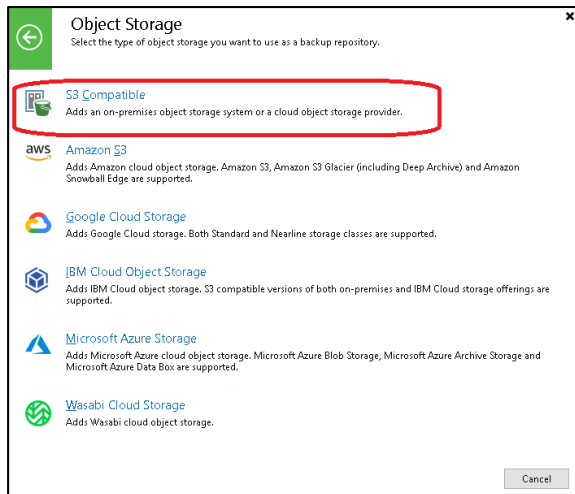 Object Storage
Select the type of object storage you want to use as a backup repository.
S3 Compatible
Adds an on-premises object storage system or a cloud object storage provider.
aws
Amazon S3
Adds Amazon cloud object storage. Amazon S3, Amazon S3 Glacier (including Deep Archive) and Amazon
Snowball Edge are supported.
Google Cloud Storage
Adds Google Cloud storage. Both Standard and Nearline storage classes are supported.
IBM Cloud Object Storage
Adds IBM Cloud object storage. S3 compatible versions of both on-premises and IBM Cloud storage offerings are
supported.
Microsoft Azure Storage
Adds Microsoft Azure cloud object storage. Microsoft Azure Blob Storage, Microsoft Azure Archive Storage and
Microsoft Azure Data Box are supported.
Wasabi Cloud Storage
Adds Wasabi cloud object storage.
Cancel